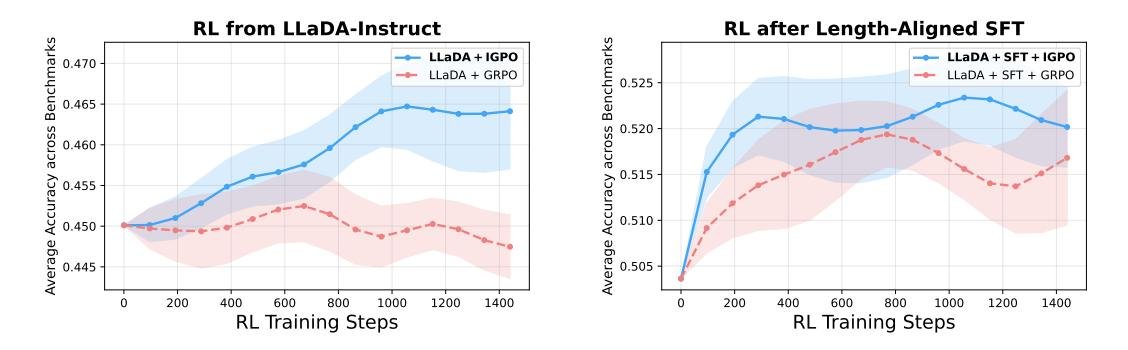 RL from LLaDA-Instruct
Average Accuracy across Benchmarks
0.470
0.465
0.460
0.455
0.450
0.445
LLaDA + IGPO
LLaDA + GRPO
0 200 400 600 800 1000 1200 1400
RL Training Steps
RL after Length-Aligned SFT
Average Accuracy across Benchmarks
0.525
0.520
0.515
0.510
0.505
LLaDA + SFT + IGPO
LLaDA + SFT + GRPO
0 200 400 600 800 1000 1200 1400
RL Training Steps